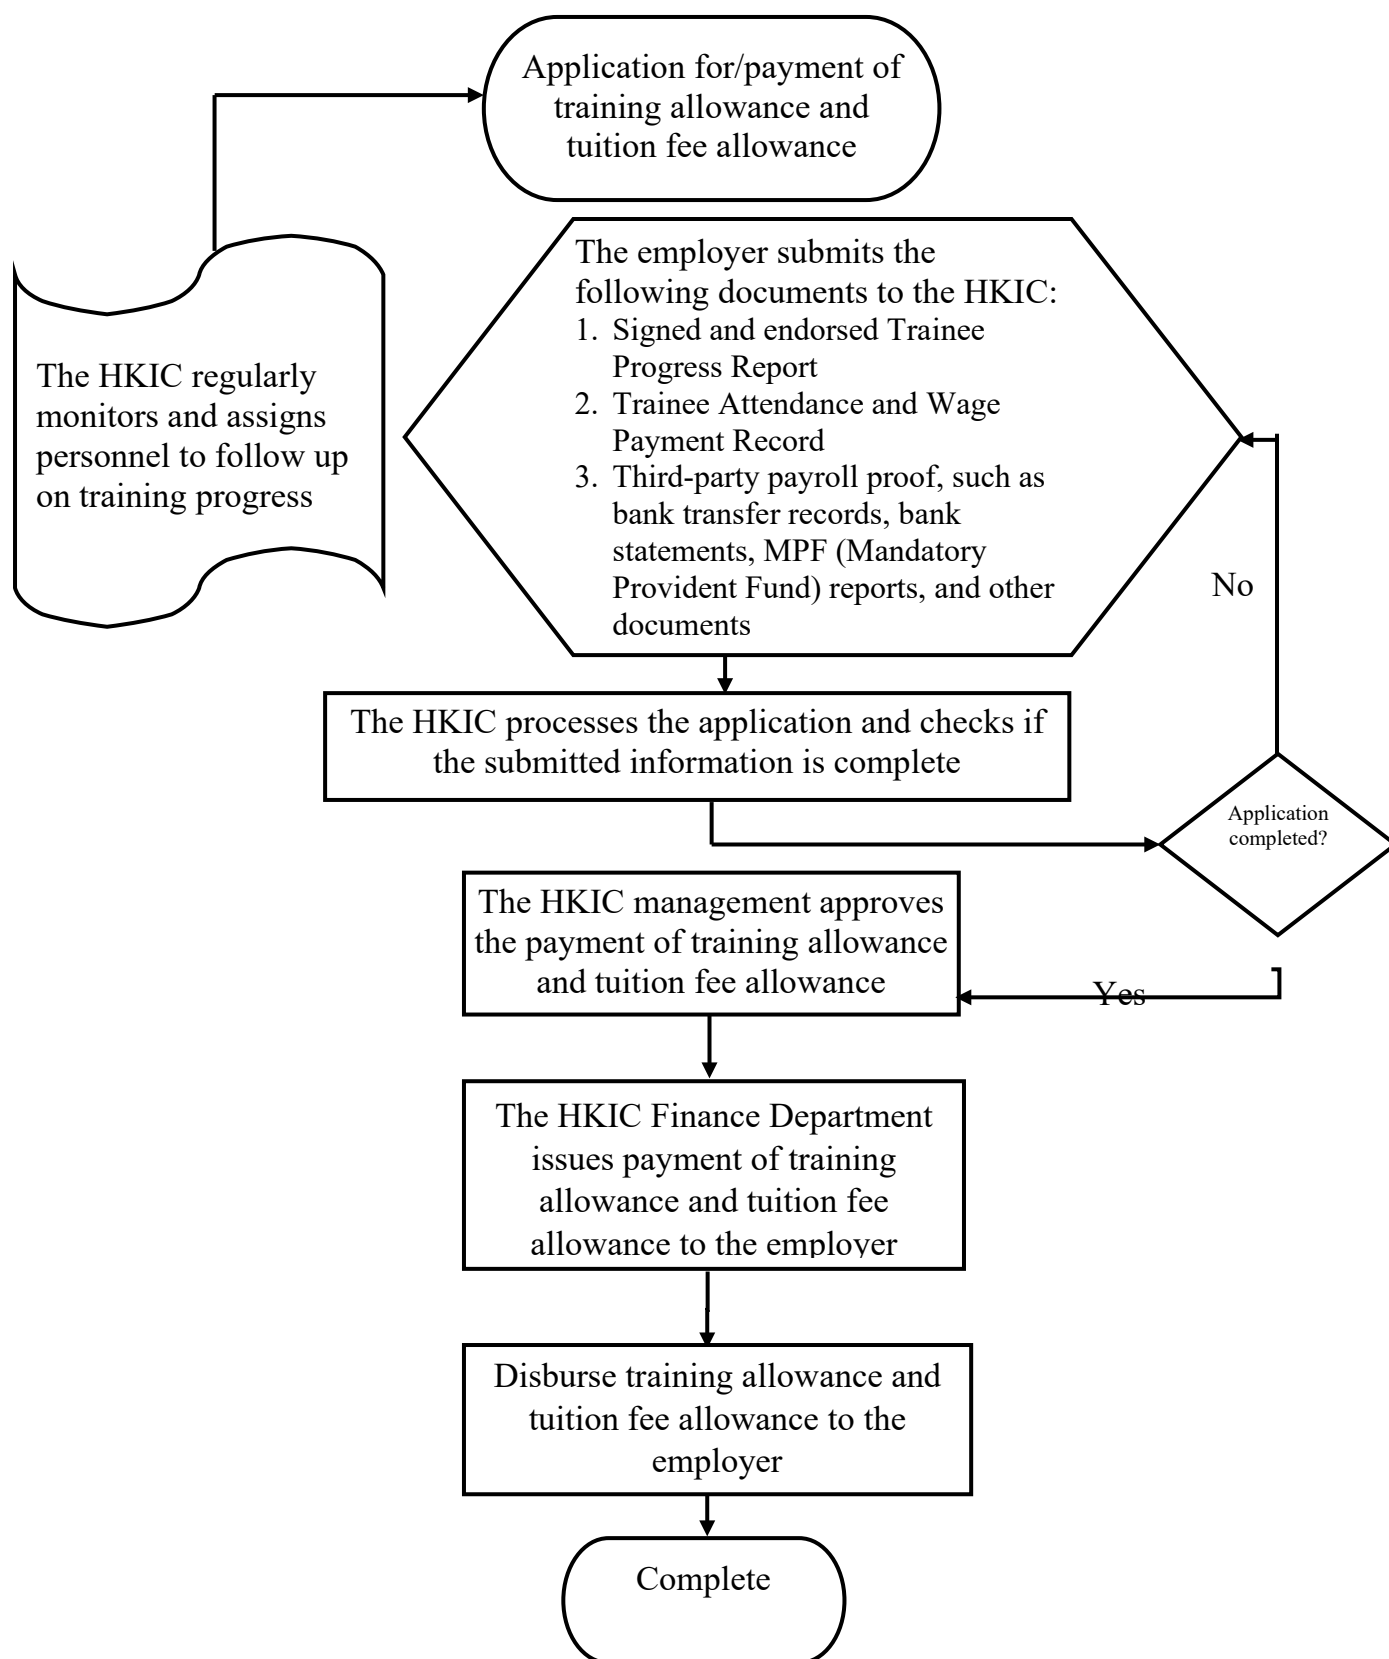 Application for/payment of
training allowance and
tuition fee allowance
The HKIC regularly
monitors and assigns
personnel to follow up
on training progress
The employer submits the
following documents to the HKIC:
1. Signed and endorsed Trainee
Progress Report
2. Trainee Attendance and Wage
Payment Record
3. Third-party payroll proof, such as
bank transfer records, bank
statements, MPF (Mandatory
Provident Fund) reports, and other
documents
No
The HKIC processes the application and checks if
the submitted information is complete
Application
completed?
The HKIC management approves
the payment of training allowance
and tuition fee allowance
Yes
The HKIC Finance Department
issues payment of training
allowance and tuition fee
allowance to the employer
Disburse training allowance and
tuition fee allowance to the
employer
Complete